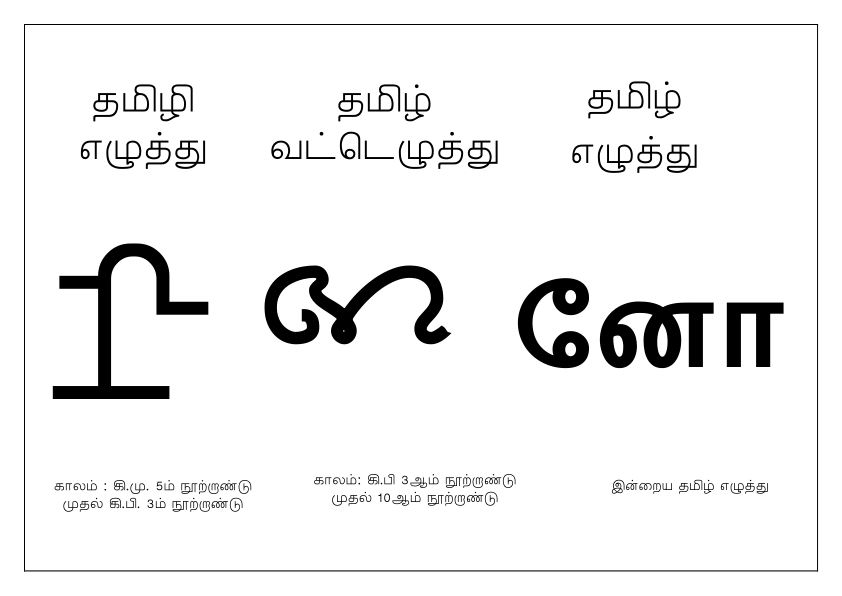 தமிழி
எழுத்து
தமிழ்
வட்டெழுத்து
தமிழ்
எழுத்து
னோ
காலம் : கி.மு. 5ம் நூற்றாண்டு
முதல் கி.பி. 3ம் நூற்றாண்டு
காலம்: கி.பி 3ஆம் நூற்றாண்டு
முதல் 10ஆம் நூற்றாண்டு
இன்றைய தமிழ் எழுத்து